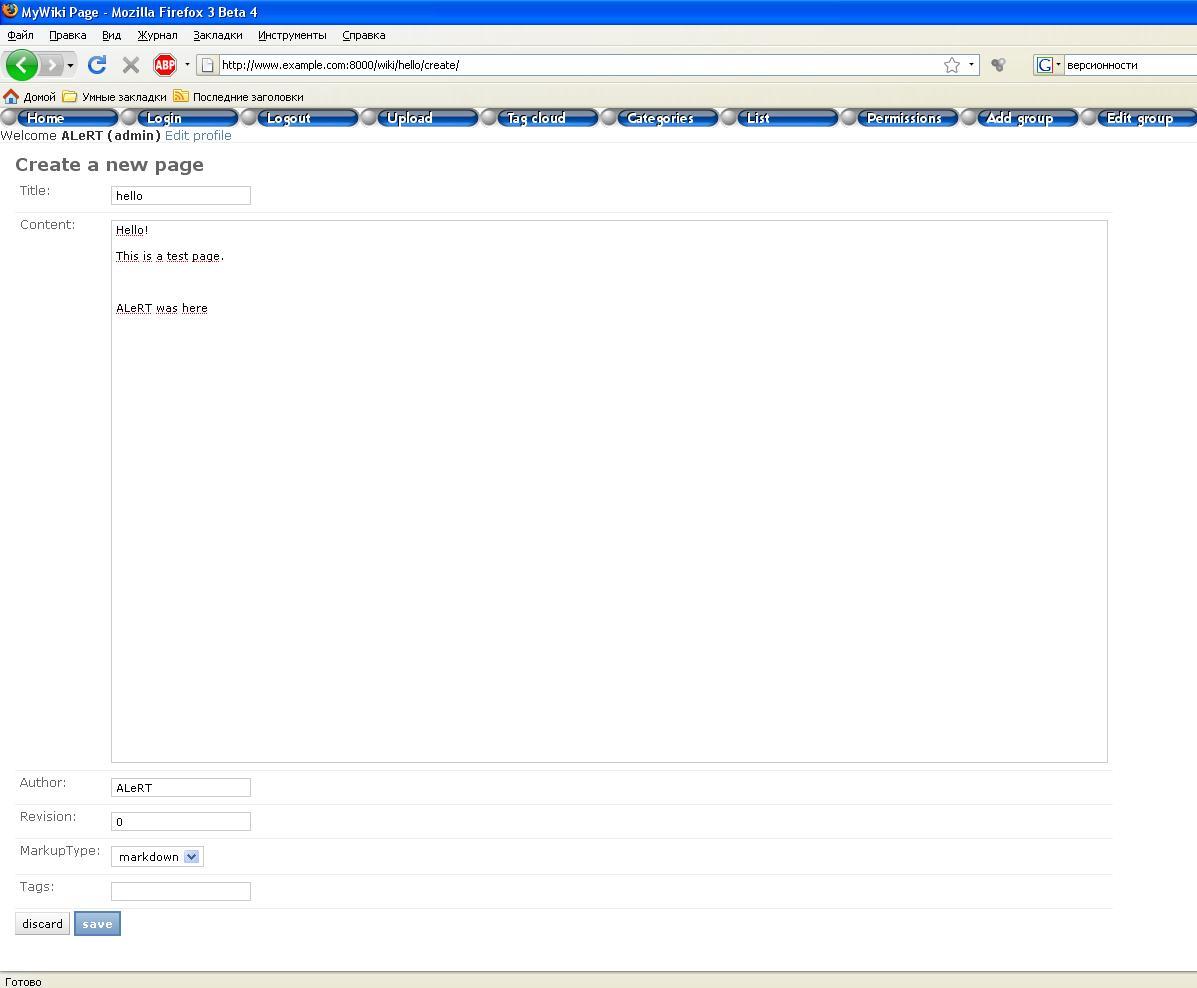 MyWiki Page - Mozilla Firefox 3 Beta 4
Файл Правка Вид Журнал Закладки Инструменты Справка
ABP http://www.example.com:8000/wiki/hello/create/ G версионности
Домой Умные закладки Последние заголовки
Home Login Logout Upload Tag cloud Categories List Permissions Add group Edit group
Welcome ALeRT (admin) Edit profile
Create a new page
Title: hello
Content: Hello!
This is a test page.
ALeRT was here
Author: ALeRT
Revision: 0
MarkupType: markdown
Tags:
discard save
Готово